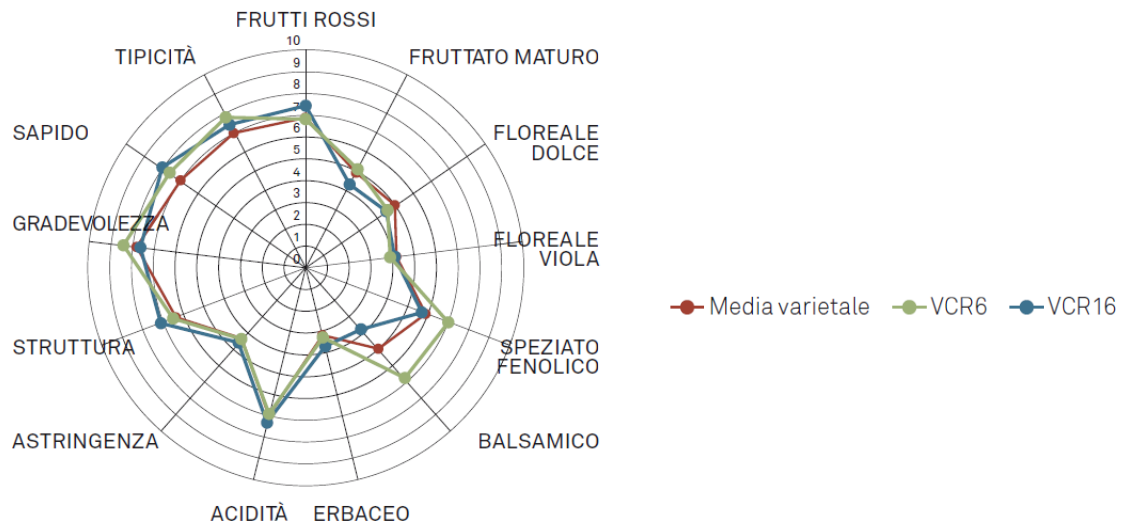 FRUTTI ROSSI
FRUTTATO MATURO
FLOREALE
DOLCE
FLOREALE
VIOLA
SPEZIATO
FENOLICO
BALSAMICO
ERBACEO
ACIDITÀ
ASTRINGENZA
STRUTTURA
GRADEVOLEZZA
SAPIDO
TIPICITÀ
10
9
8
7
6
5
4
3
2
1
0
Media varietale
VCR6
VCR16